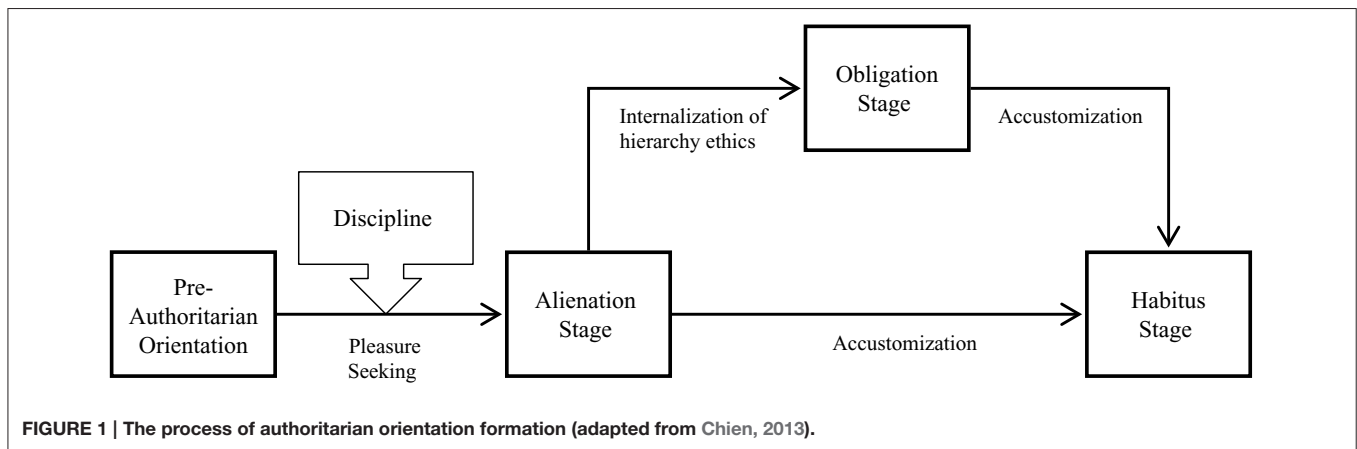 Obligation
Stage
Internalization of
hierarchy ethics
Accustomization
Discipline
Pre-
Authoritarian
Orientation
Pleasure
Seeking
Alienation
Stage
Accustomization
Habitus
Stage
FIGURE 1 | The process of authoritarian orientation formation (adapted from Chien, 2013).